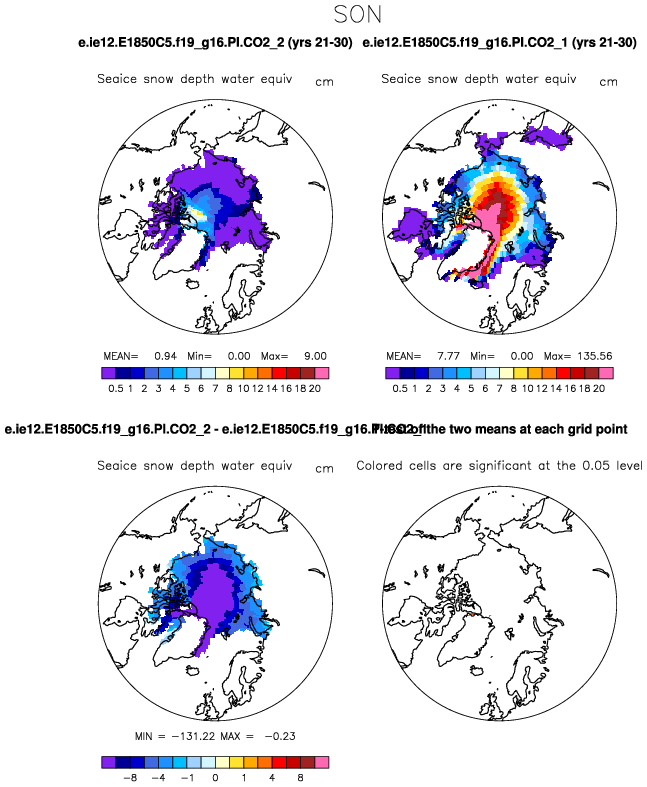 SON
e.ie12.E1850C5.f19_g16.PI.CO2_2 (yrs 21-30) e.ie12.E1850C5.f19_g16.PI.CO2_1 (yrs 21-30)
Seaice snow depth water equiv cm Seaice snow depth water equiv cm
MEAN= 0.94 Min= 0.00 Max= 9.00 MEAN= 7.77 Min= 0.00 Max= 135.56
0.5 1 2 3 4 5 6 7 8 9 10 12 14 16 18 20 0.5 1 2 3 4 5 6 7 8 9 10 12 14 16 18 20
e.ie12.E1850C5.f19_g16.PI.CO2_2 - e.ie12.E1850C5.f19_g16.PI.CO2_1 the two means at each grid point
Seaice snow depth water equiv cm Colored cells are significant at the 0.05 level
MIN = −131.22 MAX = −0.23
−8 −4 −1 0 1 4 8